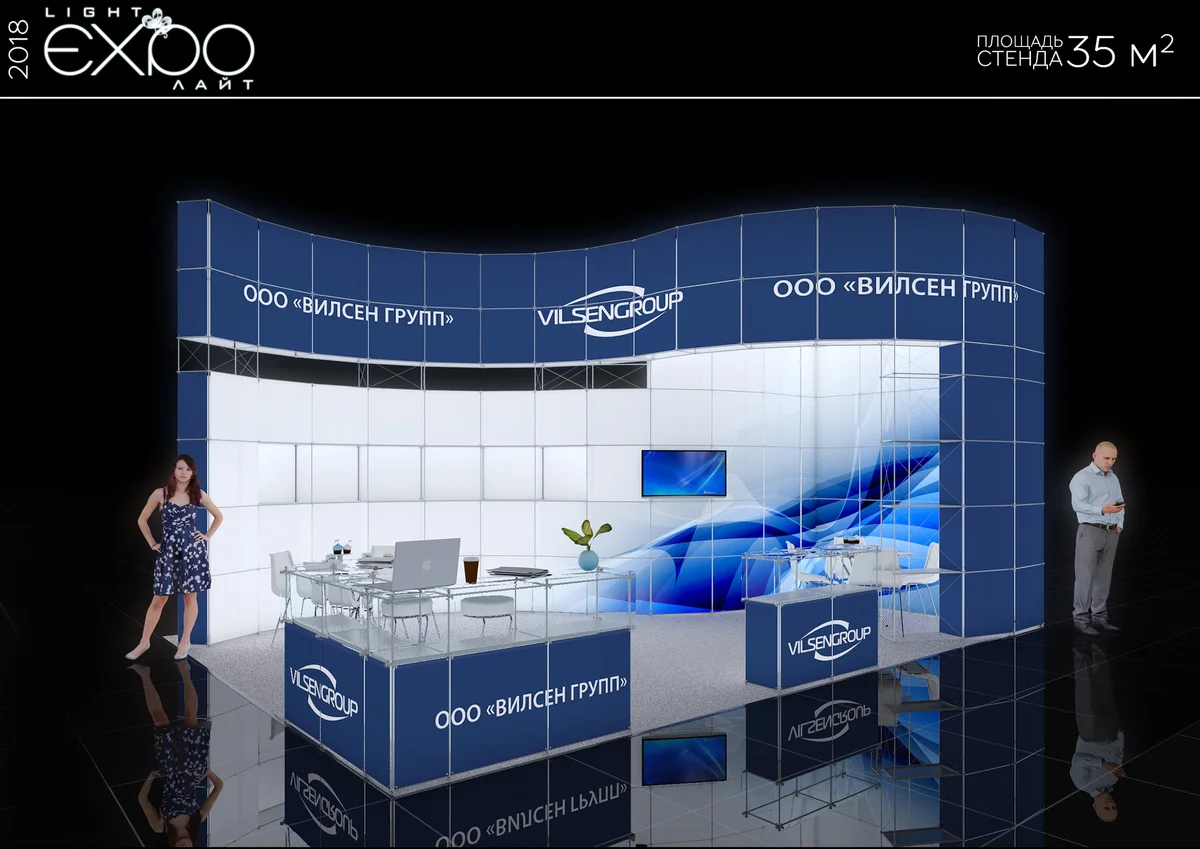 2018
LIGHT
EXPO
ЛАЙТ
ПЛОЩАДЬ
СТЕНДА 35 м²
ООО «ВИЛСЕН ГРУПП»
VILSENGROUP
ООО «ВИЛСЕН ГРУПП»
VILSENGROUP
ООО «ВИЛСЕН ГРУПП»
VILSENGROUP